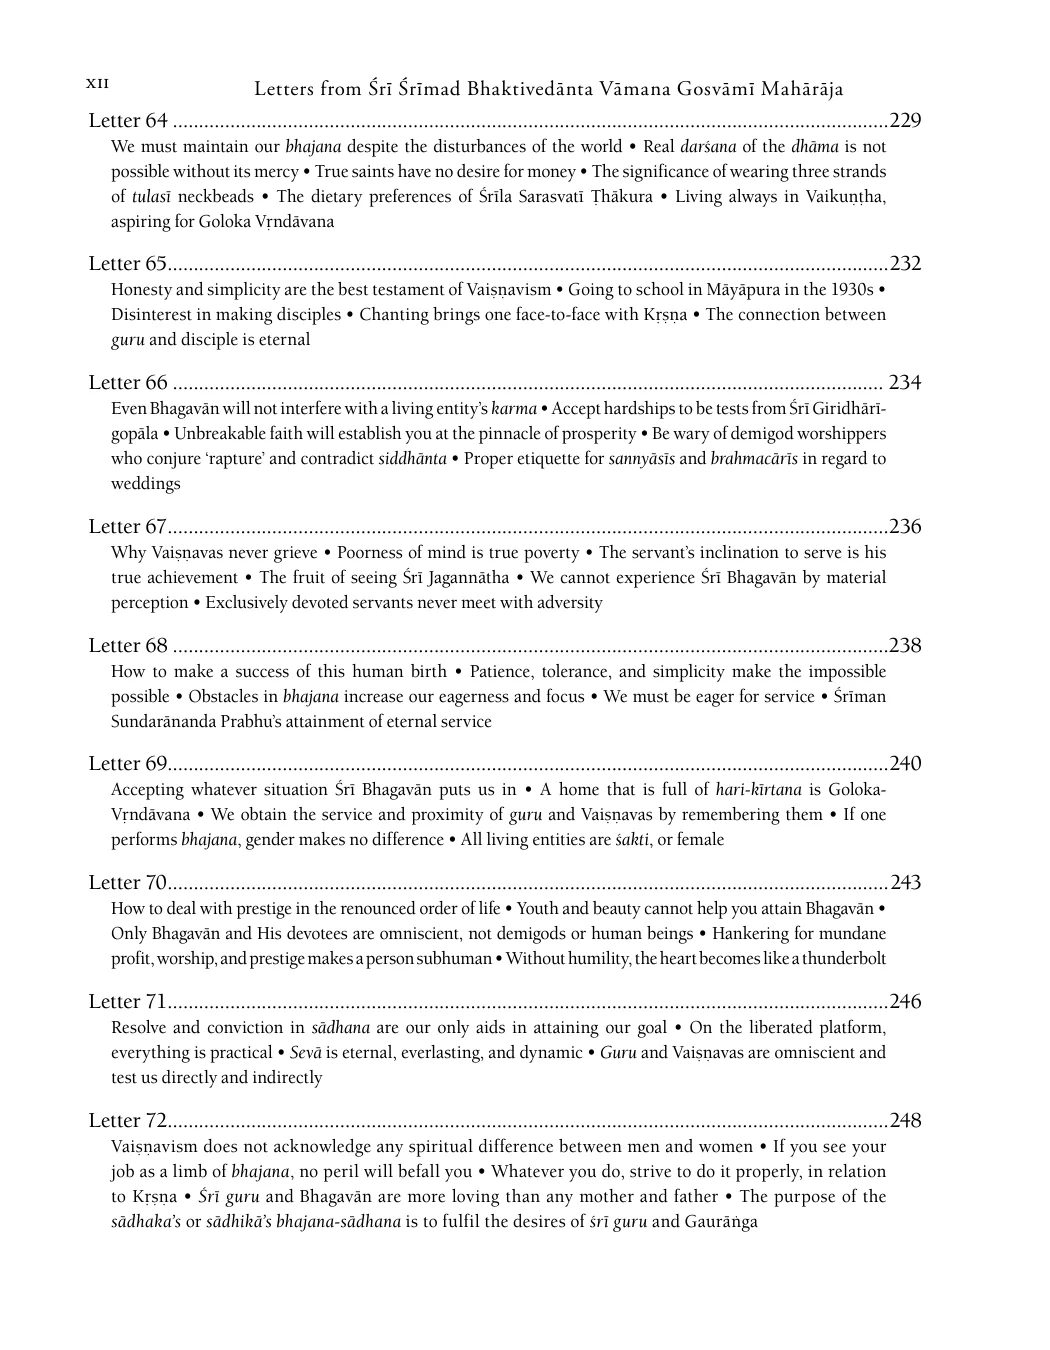 XII
Letters from Śrī Śrīmad Bhaktivedānta Vāmana Gosvāmī Mahārāja
Letter 64 ........................................................................................................................................229
We must maintain our bhajana despite the disturbances of the world • Real darśana of the dhāma is not
possible without its mercy • True saints have no desire for money • The significance of wearing three strands
of tulasī neckbeads • The dietary preferences of Śrīla Sarasvatī Ṭhākura • Living always in Vaikuṇṭha,
aspiring for Goloka Vṛndāvana
Letter 65.........................................................................................................................................232
Honesty and simplicity are the best testament of Vaiṣṇavism • Going to school in Māyāpura in the 1930s •
Disinterest in making disciples • Chanting brings one face-to-face with Kṛṣṇa • The connection between
guru and disciple is eternal
Letter 66 ....................................................................................................................................... 234
Even Bhagavān will not interfere with a living entity's karma • Accept hardships to be tests from Śrī Giridhārī-
gopāla • Unbreakable faith will establish you at the pinnacle of prosperity • Be wary of demigod worshippers
who conjure ‘rapture’ and contradict siddhānta • Proper etiquette for sannyāsīs and brahmacārīs in regard to
weddings
Letter 67.........................................................................................................................................236
Why Vaiṣṇavas never grieve • Poorness of mind is true poverty • The servant's inclination to serve is his
true achievement • The fruit of seeing Śrī Jagannātha • We cannot experience Śrī Bhagavān by material
perception • Exclusively devoted servants never meet with adversity
Letter 68 ........................................................................................................................................238
How to make a success of this human birth • Patience, tolerance, and simplicity make the impossible
possible • Obstacles in bhajana increase our eagerness and focus • We must be eager for service • Śrīman
Sundarānanda Prabhu's attainment of eternal service
Letter 69.........................................................................................................................................240
Accepting whatever situation Śrī Bhagavān puts us in • A home that is full of hari-kīrtana is Goloka-
Vṛndāvana • We obtain the service and proximity of guru and Vaiṣṇavas by remembering them • If one
performs bhajana, gender makes no difference • All living entities are śakti, or female
Letter 70.........................................................................................................................................243
How to deal with prestige in the renounced order of life • Youth and beauty cannot help you attain Bhagavān •
Only Bhagavān and His devotees are omniscient, not demigods or human beings • Hankering for mundane
profit, worship, and prestige makes a person subhuman • Without humility, the heart becomes like a thunderbolt
Letter 71.........................................................................................................................................246
Resolve and conviction in sādhana are our only aids in attaining our goal • On the liberated platform,
everything is practical • Sevā is eternal, everlasting, and dynamic • Guru and Vaiṣṇavas are omniscient and
test us directly and indirectly
Letter 72.........................................................................................................................................248
Vaiṣṇavism does not acknowledge any spiritual difference between men and women • If you see your
job as a limb of bhajana, no peril will befall you • Whatever you do, strive to do it properly, in relation
to Kṛṣṇa • Śrī guru and Bhagavān are more loving than any mother and father • The purpose of the
sādhaka's or sādhikā's bhajana-sādhana is to fulfil the desires of śrī guru and Gaurāṅga